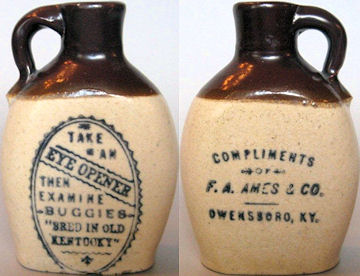 TAKE
AN
EYE OPENER
THEN
EXAMINE
BUGGIES
"BRED IN OLD
KENTUCKY"
COMPLIMENTS
OF
F. A. AMES & CO.
OWENSBORO, KY.